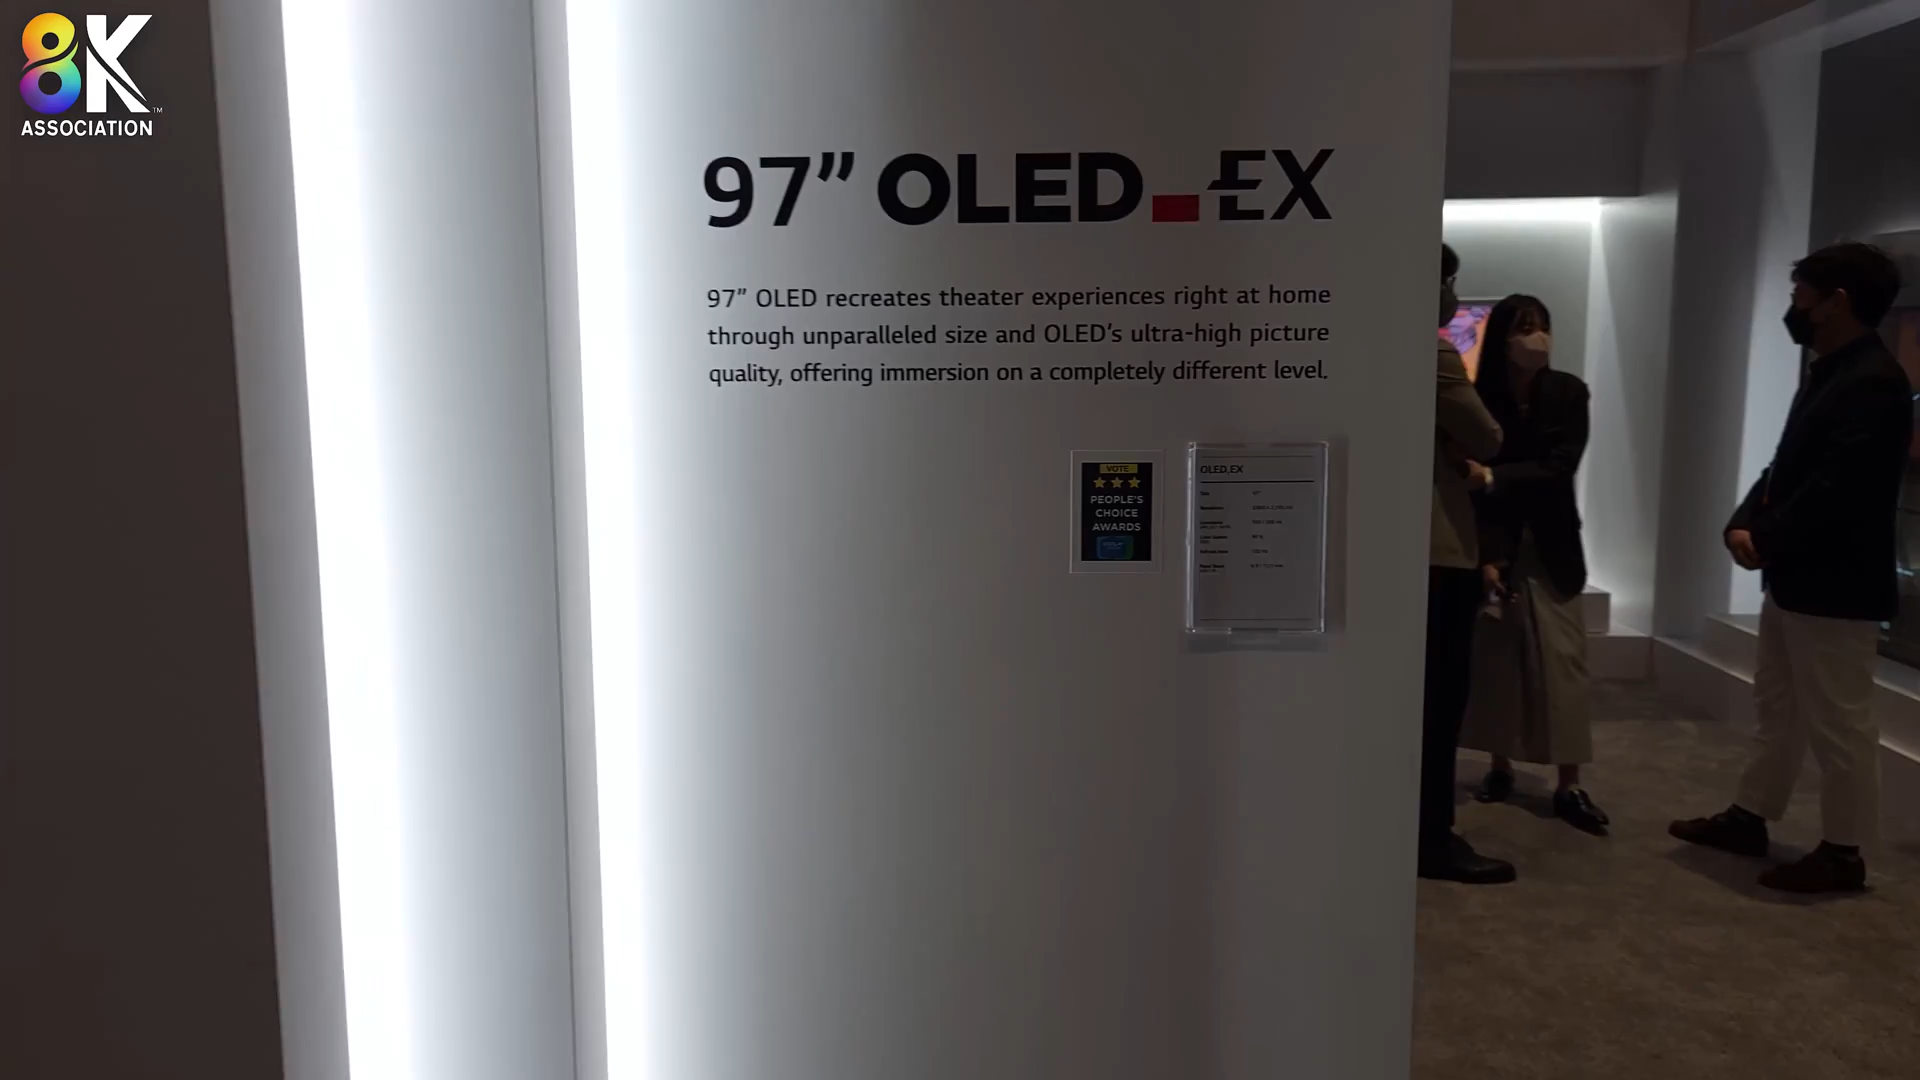 8K
ASSOCIATION
97” OLED.EX
97” OLED recreates theater experiences right at home
through unparalleled size and OLED’s ultra-high picture
quality, offering immersion on a completely different level.
VOTE
PEOPLE'S
CHOICE
AWARDS
OLED.EX